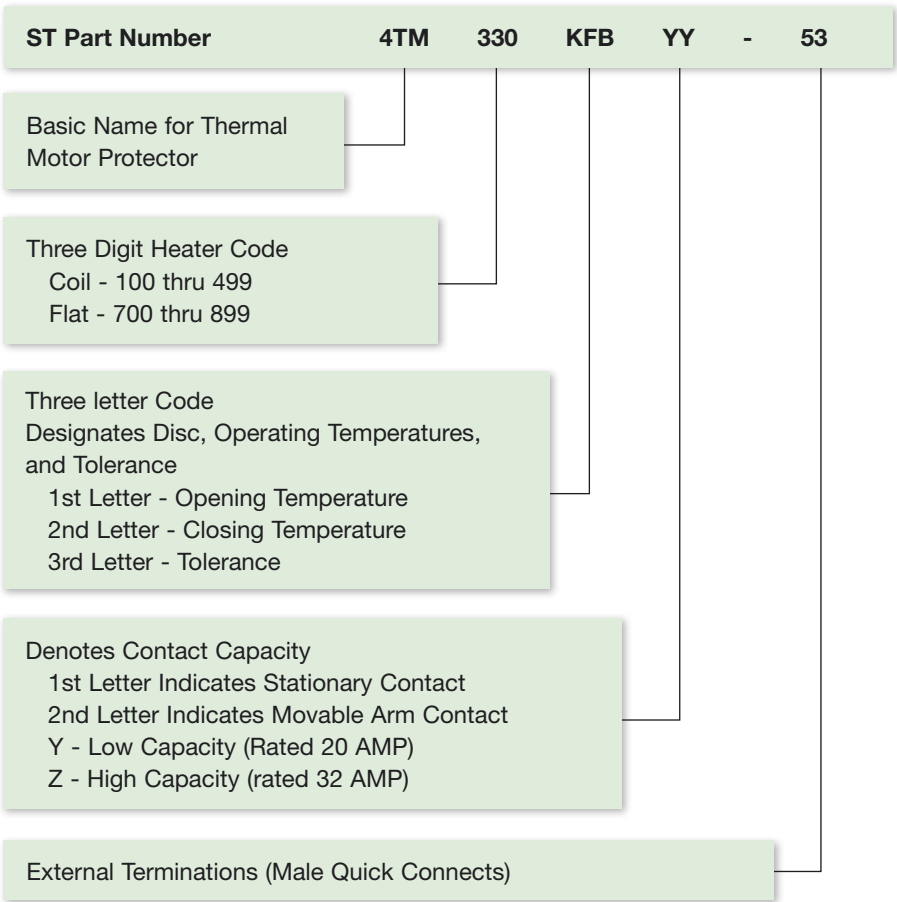 ST Part Number 4TM 330 KFB YY - 53
Basic Name for Thermal
Motor Protector
Three Digit Heater Code
Coil - 100 thru 499
Flat - 700 thru 899
Three letter Code
Designates Disc, Operating Temperatures,
and Tolerance
1st Letter - Opening Temperature
2nd Letter - Closing Temperature
3rd Letter - Tolerance
Denotes Contact Capacity
1st Letter Indicates Stationary Contact
2nd Letter Indicates Movable Arm Contact
Y - Low Capacity (Rated 20 AMP)
Z - High Capacity (rated 32 AMP)
External Terminations (Male Quick Connects)